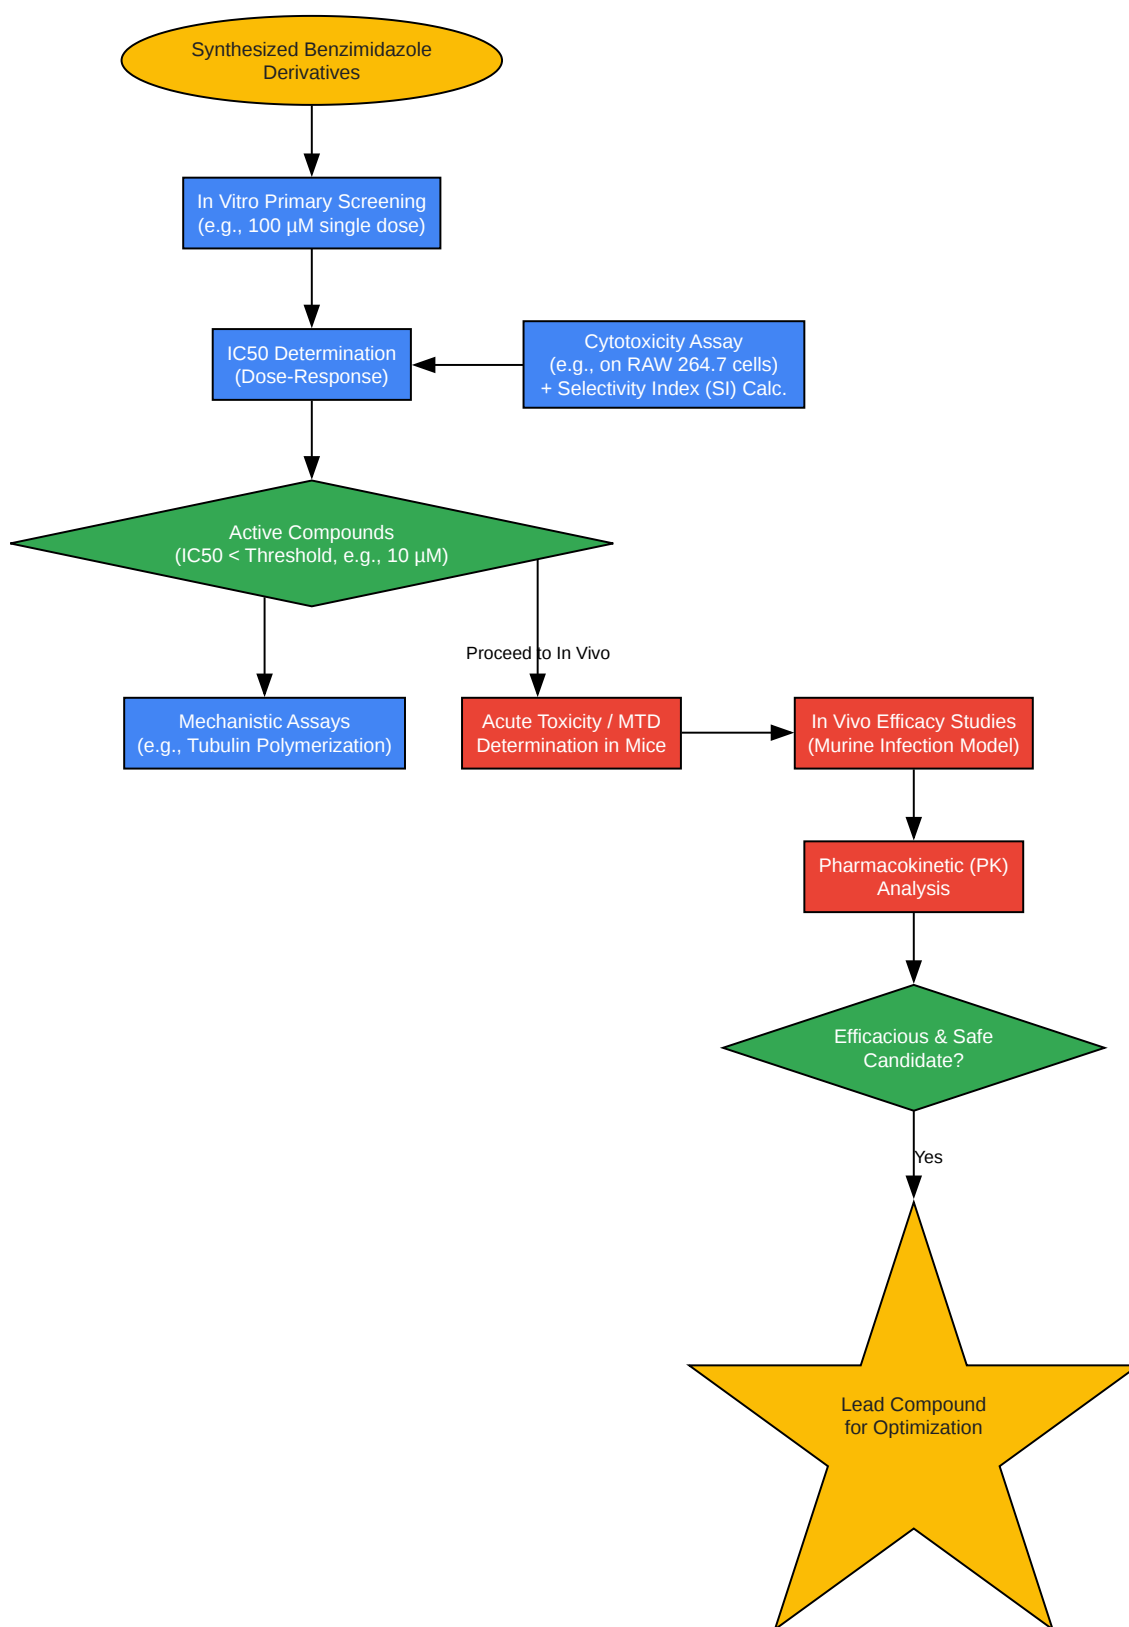 Synthesized Benzimidazole
Derivatives
In Vitro Primary Screening
(e.g., 100 µM single dose)
IC50 Determination
(Dose-Response)
Cytotoxicity Assay
(e.g., on RAW 264.7 cells)
+ Selectivity Index (SI) Calc.
Active Compounds
(IC50 < Threshold, e.g., 10 µM)
Proceed to In Vivo
Mechanistic Assays
(e.g., Tubulin Polymerization)
Acute Toxicity / MTD
Determination in Mice
In Vivo Efficacy Studies
(Murine Infection Model)
Pharmacokinetic (PK)
Analysis
Efficacious & Safe
Candidate?
Yes
Lead Compound
for Optimization